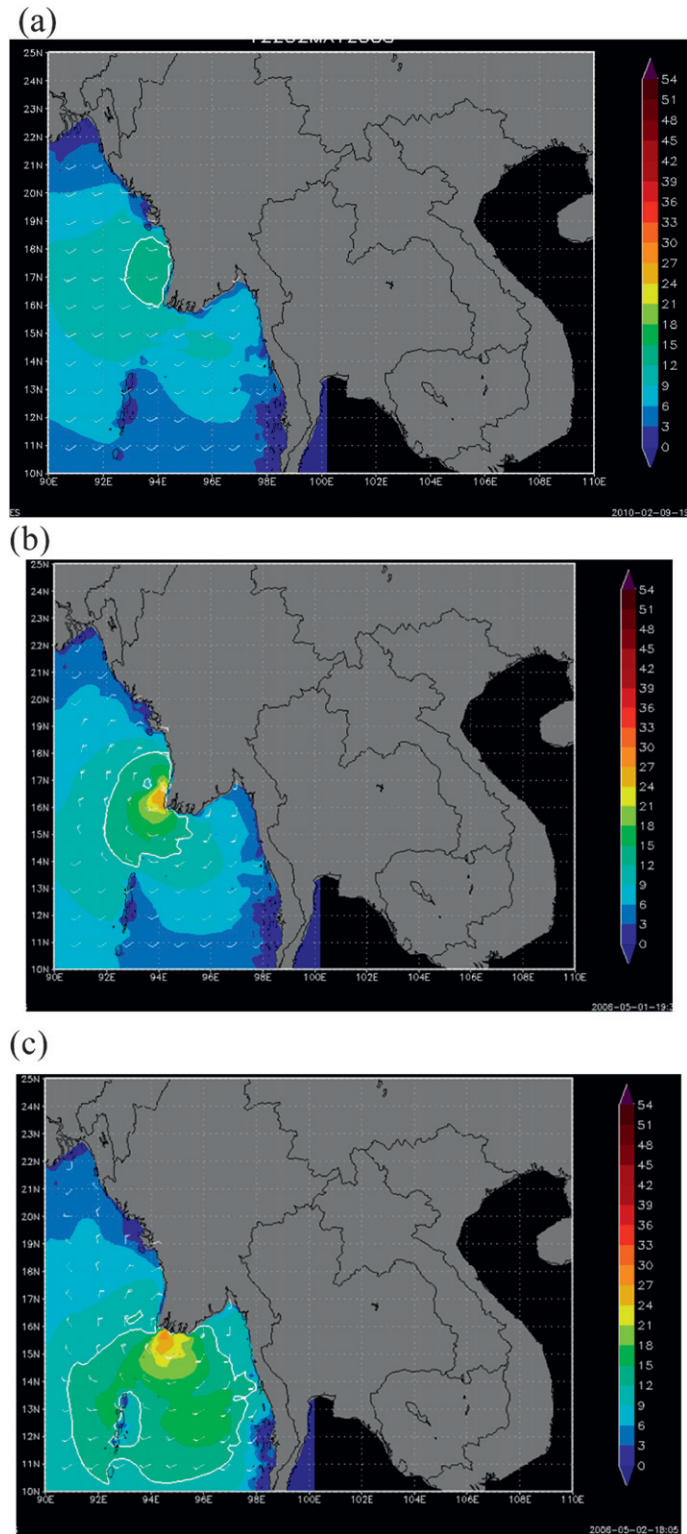 (a)
25N
24N
23N
22N
21N
20N
19N
18N
17N
16N
15N
14N
13N
12N
11N
10N
90E 92E 94E 96E 98E 100E 102E 104E 106E 108E 110E
54
51
48
45
42
39
36
33
30
27
24
21
18
15
12
9
6
3
0
ES 2010-02-09-19
(b)
25N
24N
23N
22N
21N
20N
19N
18N
17N
16N
15N
14N
13N
12N
11N
10N
90E 92E 94E 96E 98E 100E 102E 104E 106E 108E 110E
54
51
48
45
42
39
36
33
30
27
24
21
18
15
12
9
6
3
0
(c)
25N
24N
23N
22N
21N
20N
19N
18N
17N
16N
15N
14N
13N
12N
11N
10N
90E 92E 94E 96E 98E 100E 102E 104E 106E 108E 110E
54
51
48
45
42
39
36
33
30
27
24
21
18
15
12
9
6
3
0